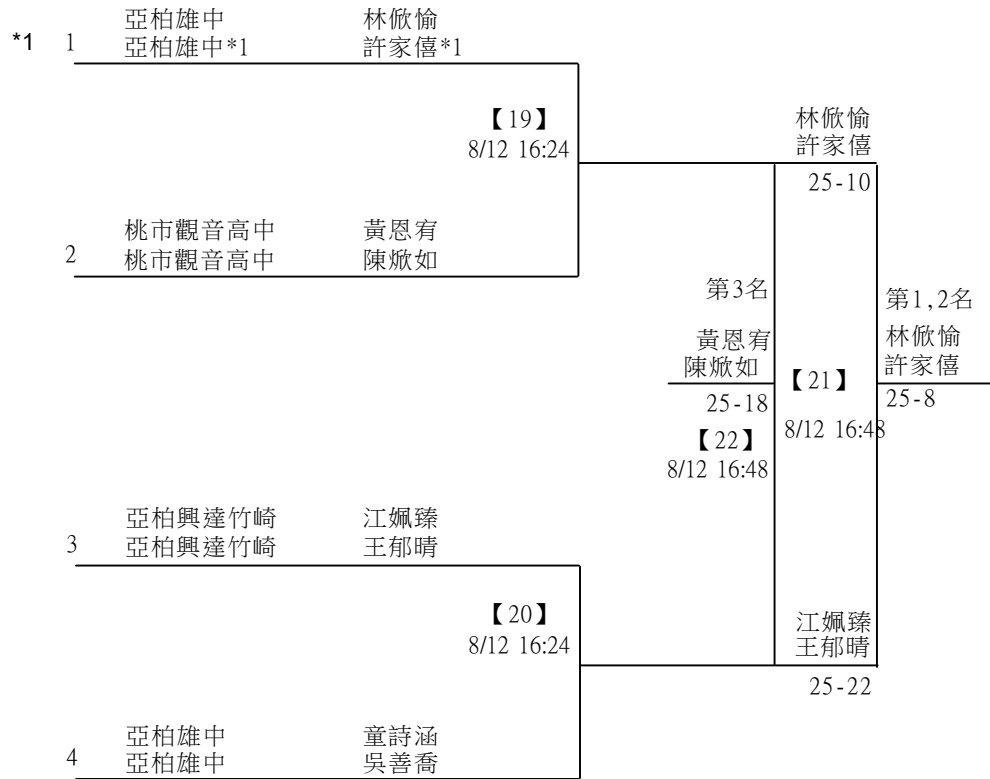 亞柏雄中 林俽愉
*1 1 亞柏雄中*1 許家僖*1
【19】
8/12 16:24
林俽愉
許家僖
25-10
桃市觀音高中 黃恩宥
2 桃市觀音高中 陳焮如
第3名
第1,2名
黃恩宥
陳焮如
林俽愉
許家僖
【21】
25-18
25-8
8/12 16:48
【22】
8/12 16:48
亞柏興達竹崎 江姵臻
3 亞柏興達竹崎 王郁晴
【20】
8/12 16:24
江姵臻
王郁晴
25-22
亞柏雄中 童詩涵
4 亞柏雄中 吳善喬